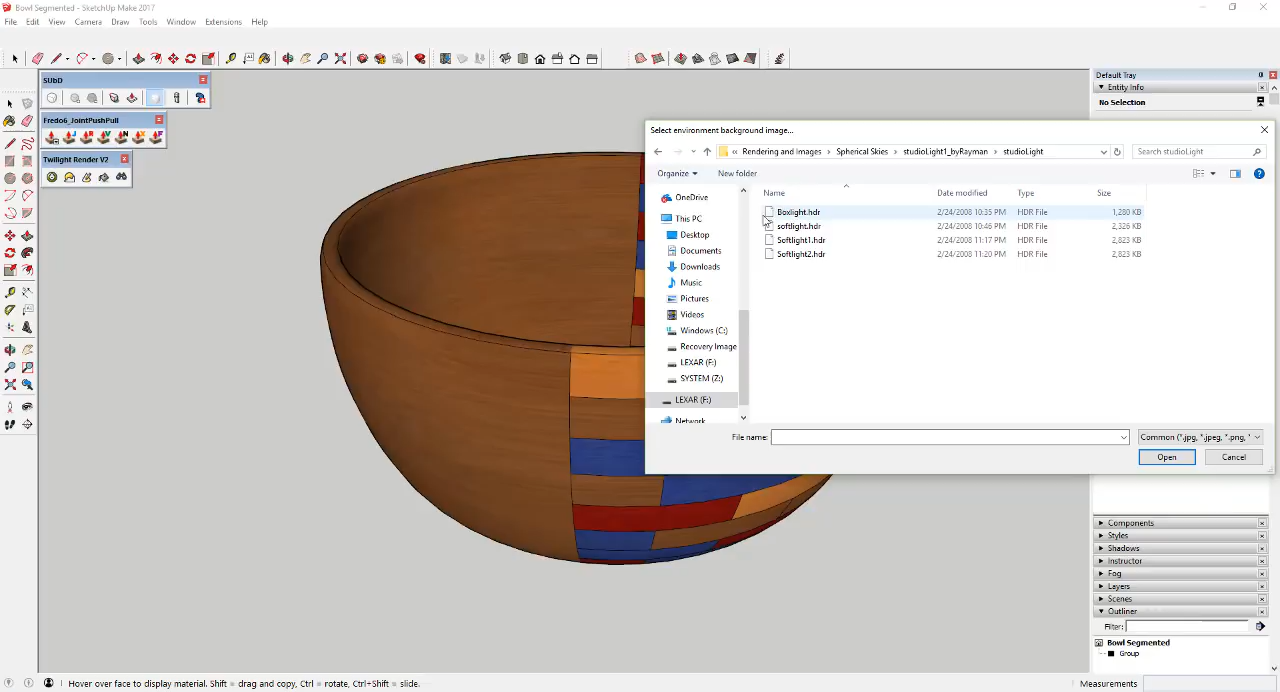 Bowl Segmented - SketchUp Make 2017
File Edit View Camera Draw Tools Window Extensions Help
SUbD
Fredo6_JointPushPull
Twilight Render V2
Default Tray
Entity Info
No Selection
Select environment background image...
« Rendering and Images › Spherical Skies › studioLight1_byRayman › studioLight
Search studioLight
Organize
New folder
Name Date modified Type Size
OneDrive
This PC
Desktop
Documents
Downloads
Music
Pictures
Videos
Windows (C:)
Recovery Image
LEXAR (F:)
SYSTEM (Z:)
LEXAR (F:)
Network
Boxlight.hdr 2/24/2008 10:35 PM HDR File 1,280 KB
softlight.hdr 2/24/2008 10:46 PM HDR File 2,326 KB
Softlight1.hdr 2/24/2008 11:17 PM HDR File 2,823 KB
Softlight2.hdr 2/24/2008 11:20 PM HDR File 2,823 KB
File name:
Common (*.jpg, *.jpeg, *.png, *
Open
Cancel
Components
Styles
Shadows
Instructor
Fog
Layers
Scenes
Outliner
Filter:
Bowl Segmented
Group
Hover over face to display material. Shift = drag and copy, Ctrl = rotate, Ctrl+Shift = slide.
Measurements